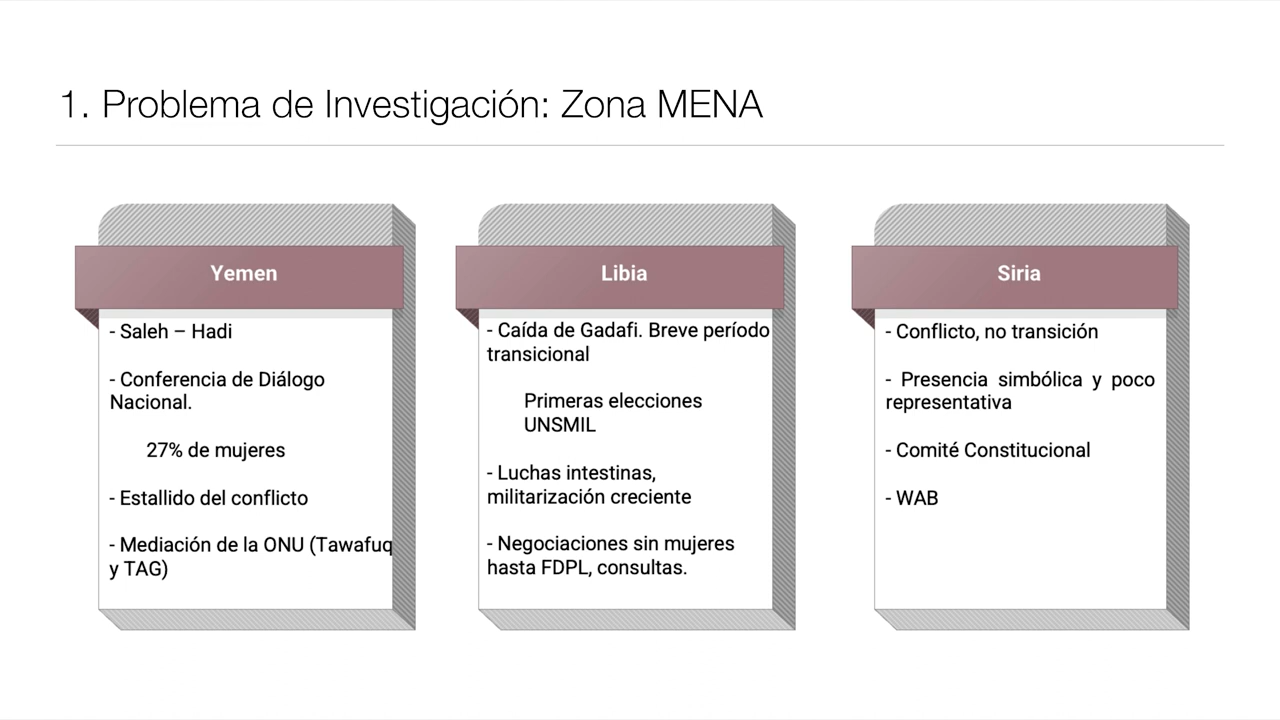 1. Problema de Investigación: Zona MENA
Yemen
- Saleh – Hadi
- Conferencia de Diálogo
Nacional.
27% de mujeres
- Estallido del conflicto
- Mediación de la ONU (Tawafuq
y TAG)
Libia
- Caída de Gadafi. Breve período
transicional
Primeras elecciones
UNSMIL
- Luchas intestinas,
militarización creciente
- Negociaciones sin mujeres
hasta FDPL, consultas.
Siria
- Conflicto, no transición
- Presencia simbólica y poco
representativa
- Comité Constitucional
- WAB